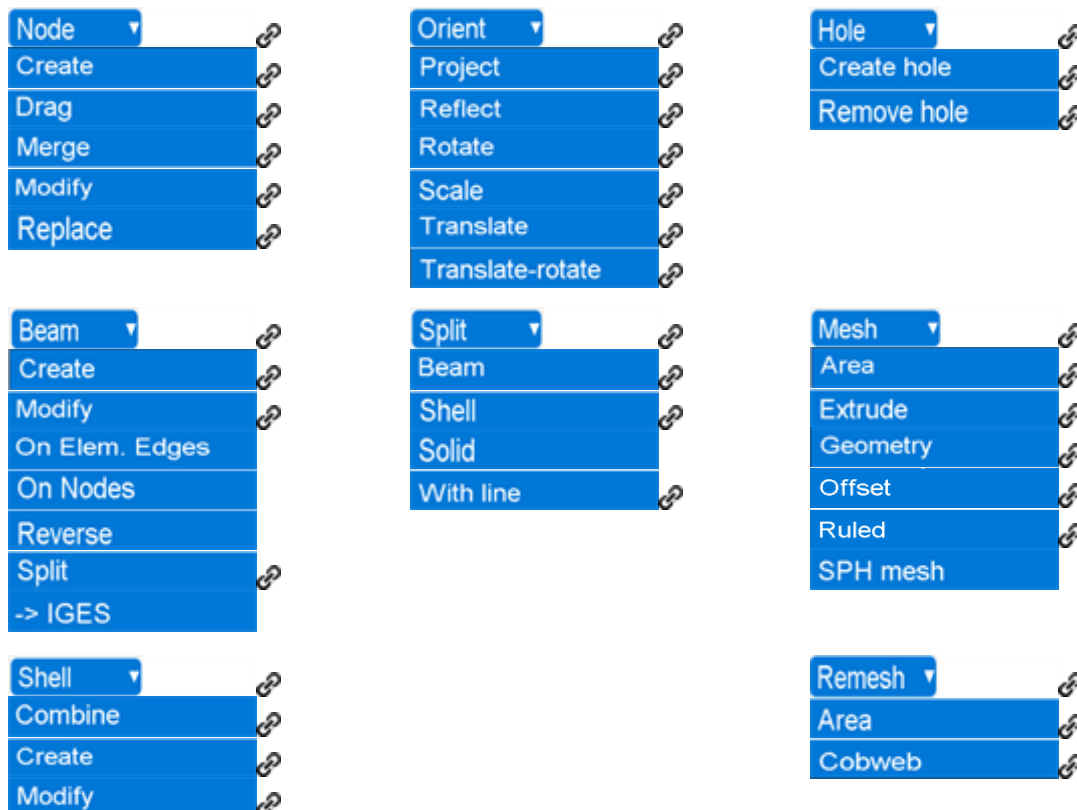 Node
Create
Drag
Merge
Modify
Replace
Orient
Project
Reflect
Rotate
Scale
Translate
Translate-rotate
Hole
Create hole
Remove hole
Beam
Create
Modify
On Elem. Edges
On Nodes
Reverse
Split
-> IGES
Split
Beam
Shell
Solid
With line
Mesh
Area
Extrude
Geometry
Offset
Ruled
SPH mesh
Shell
Combine
Create
Modify
Remesh
Area
Cobweb